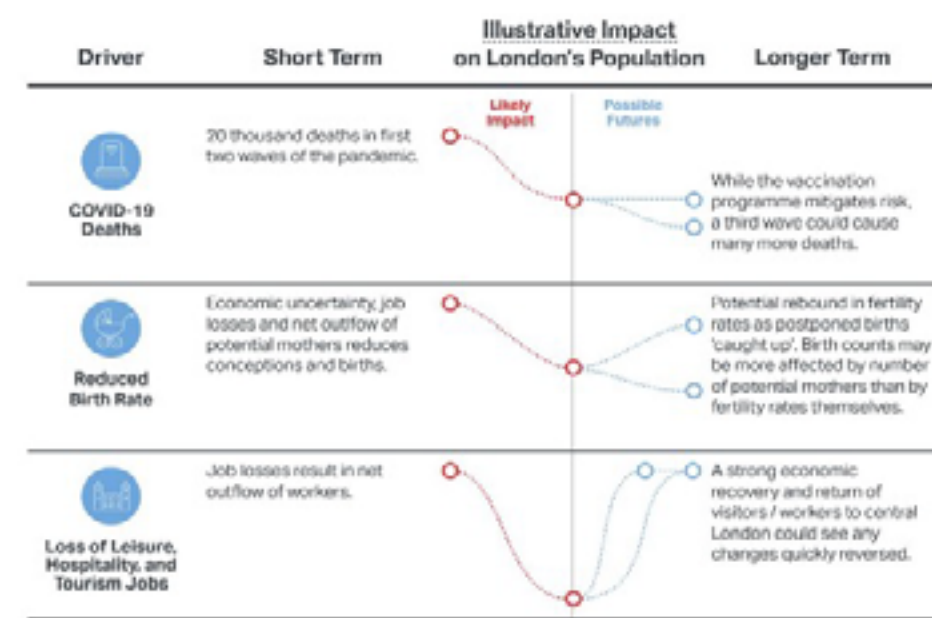 Driver
Short Term
Illustrative Impact
on London's Population
Longer Term
Likely
Impact
Possible
Futures
COVID-19
Deaths
20 thousand deaths in first
two waves of the pandemic.
While the vaccination
programme mitigates risk,
a third wave could cause
many more deaths.
Reduced
Birth Rate
Economic uncertainty, job
losses and net outflow of
potential mothers reduces
conceptions and births.
Potential rebound in fertility
rates as postponed births
'caught up'. Birth counts may
be more affected by number
of potential mothers than by
fertility rates themselves.
Loss of Leisure,
Hospitality, and
Tourism Jobs
Job losses result in net
outflow of workers.
A strong economic
recovery and return of
visitors / workers to central
London could see any
changes quickly reversed.